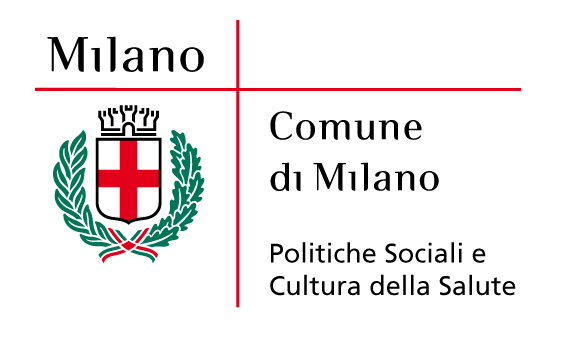 Milano
Comune
di Milano
Politiche Sociali e
Cultura della Salute